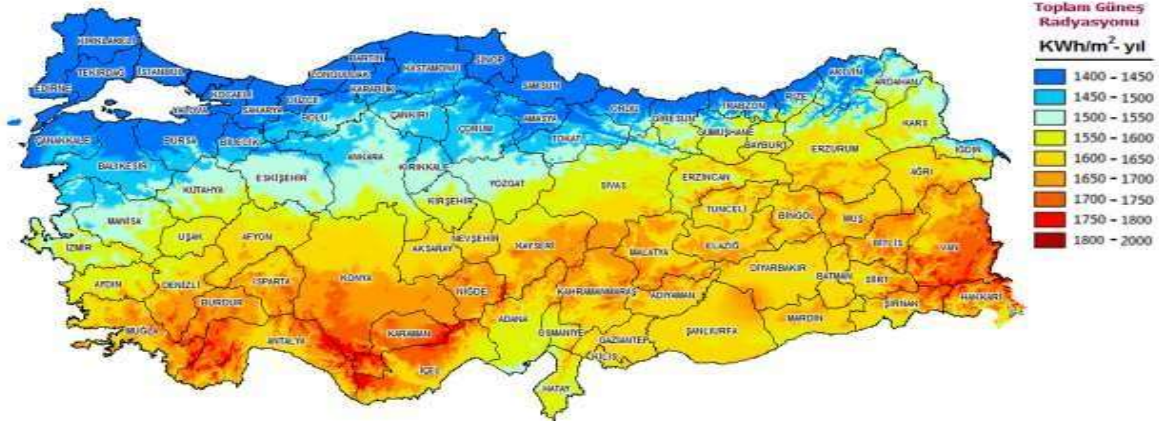 Toplam Güneş
Radyasyonu
KWh/m²- yıl
1400 - 1450
1450 - 1500
1500 - 1550
1550 - 1600
1600 - 1650
1650 - 1700
1700 - 1750
1750 - 1800
1800 - 2000
KIRKLARELİ
TEKİRDAĞ
İSTANBUL
EDİRNE
KOCAELİ
YALOVA
SAKARYA
DÜZCE
ZONGULDAK
BARTIN
KARABÜK
KASTAMONU
SİNOP
SAMSUN
ORDU
GİRESUN
TRABZON
RİZE
ARTVİN
ARDAHAN
KARS
ÇANAKKALE
BURSA
BİLECİK
BOLU
ÇANKIRI
ÇORUM
AMASYA
TOKAT
GÜMÜŞHANE
BAYBURT
ERZURUM
IĞDIR
BALIKESİR
KÜTAHYA
ESKİŞEHİR
ANKARA
KIRIKKALE
YOZGAT
SİVAS
ERZİNCAN
AĞRI
MANİSA
UŞAK
AFYON
KIRŞEHİR
NEVŞEHİR
AKSARAY
KAYSERİ
MALATYA
TUNCELİ
ELAZIĞ
BİNGÖL
MUŞ
BİTLİS
VAN
İZMİR
AYDIN
DENİZLİ
ISPARTA
BURDUR
KONYA
NİĞDE
KAHRAMANMARAŞ
ADIYAMAN
DİYARBAKIR
BATMAN
SİİRT
ŞIRNAK
HAKKARİ
MUĞLA
ANTALYA
KARAMAN
İÇEL
ADANA
OSMANİYE
GAZİANTEP
KİLİS
HATAY
ŞANLIURFA
MARDİN